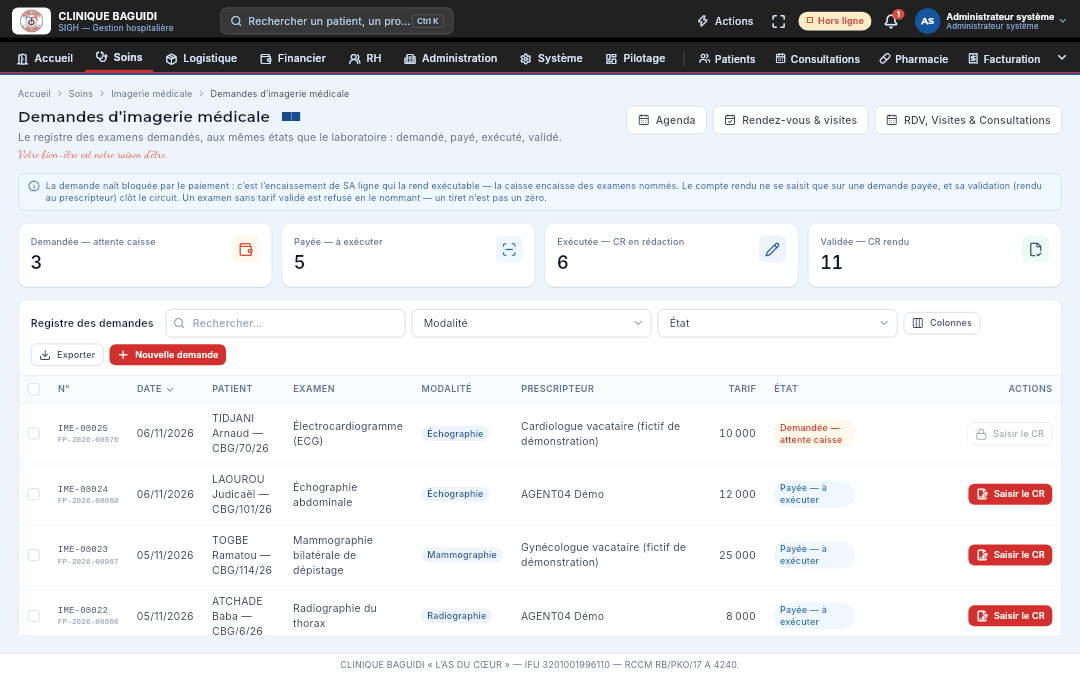 CLINIQUE BAGUIDI
SIGH — Gestion hospitalière
Rechercher un patient, un pro... Ctrl K
Actions
Hors ligne
1
AS
Administrateur système
Administrateur système
Accueil Soins Logistique Financier RH Administration Système Pilotage Patients Consultations Pharmacie Facturation
Accueil > Soins > Imagerie médicale > Demandes d'imagerie médicale
Demandes d'imagerie médicale
Le registre des examens demandés, aux mêmes états que le laboratoire : demandé, payé, exécuté, validé.
Votre bien-être est notre raison d'être.
Agenda
Rendez-vous & visites
RDV, Visites & Consultations
La demande naît bloquée par le paiement : c'est l'encaissement de SA ligne qui la rend exécutable — la caisse encaisse des examens nommés. Le compte rendu ne se saisit que sur une demande payée, et sa validation (rendu
au prescripteur) clôt le circuit. Un examen sans tarif validé est refusé en le nommant — un tiret n'est pas un zéro.
Demandée — attente caisse
3
Payée — à exécuter
5
Exécutée — CR en rédaction
6
Validée — CR rendu
11
Registre des demandes
Rechercher...
Modalité
État
Colonnes
Exporter
Nouvelle demande
N° DATE PATIENT EXAMEN MODALITÉ PRESCRIPTEUR TARIF ÉTAT ACTIONS
IME-00025
FP-2026-00076
06/11/2026
TIDJANI
Arnaud —
CBG/70/26
Électrocardiogramme
(ECG)
Échographie
Cardiologue vacataire (fictif de
démonstration)
10 000
Demandée —
attente caisse
Saisir le CR
IME-00024
FP-2026-00068
06/11/2026
LAOUROU
Judicaël —
CBG/101/26
Échographie
abdominale
Échographie
AGENT04 Démo
12 000
Payée — à
exécuter
Saisir le CR
IME-00023
FP-2026-00067
05/11/2026
TOGBE
Ramatou —
CBG/114/26
Mammographie
bilatérale de
dépistage
Mammographie
Gynécologue vacataire (fictif de
démonstration)
25 000
Payée — à
exécuter
Saisir le CR
IME-00022
FP-2026-00066
05/11/2026
ATCHADE
Baba —
CBG/6/26
Radiographie du
thorax
Radiographie
AGENT04 Démo
8 000
Payée — à
exécuter
Saisir le CR
CLINIQUE BAGUIDI « L'AS DU CŒUR » — IFU 3201001996110 — RCCM RB/PKO/17 A 4240.